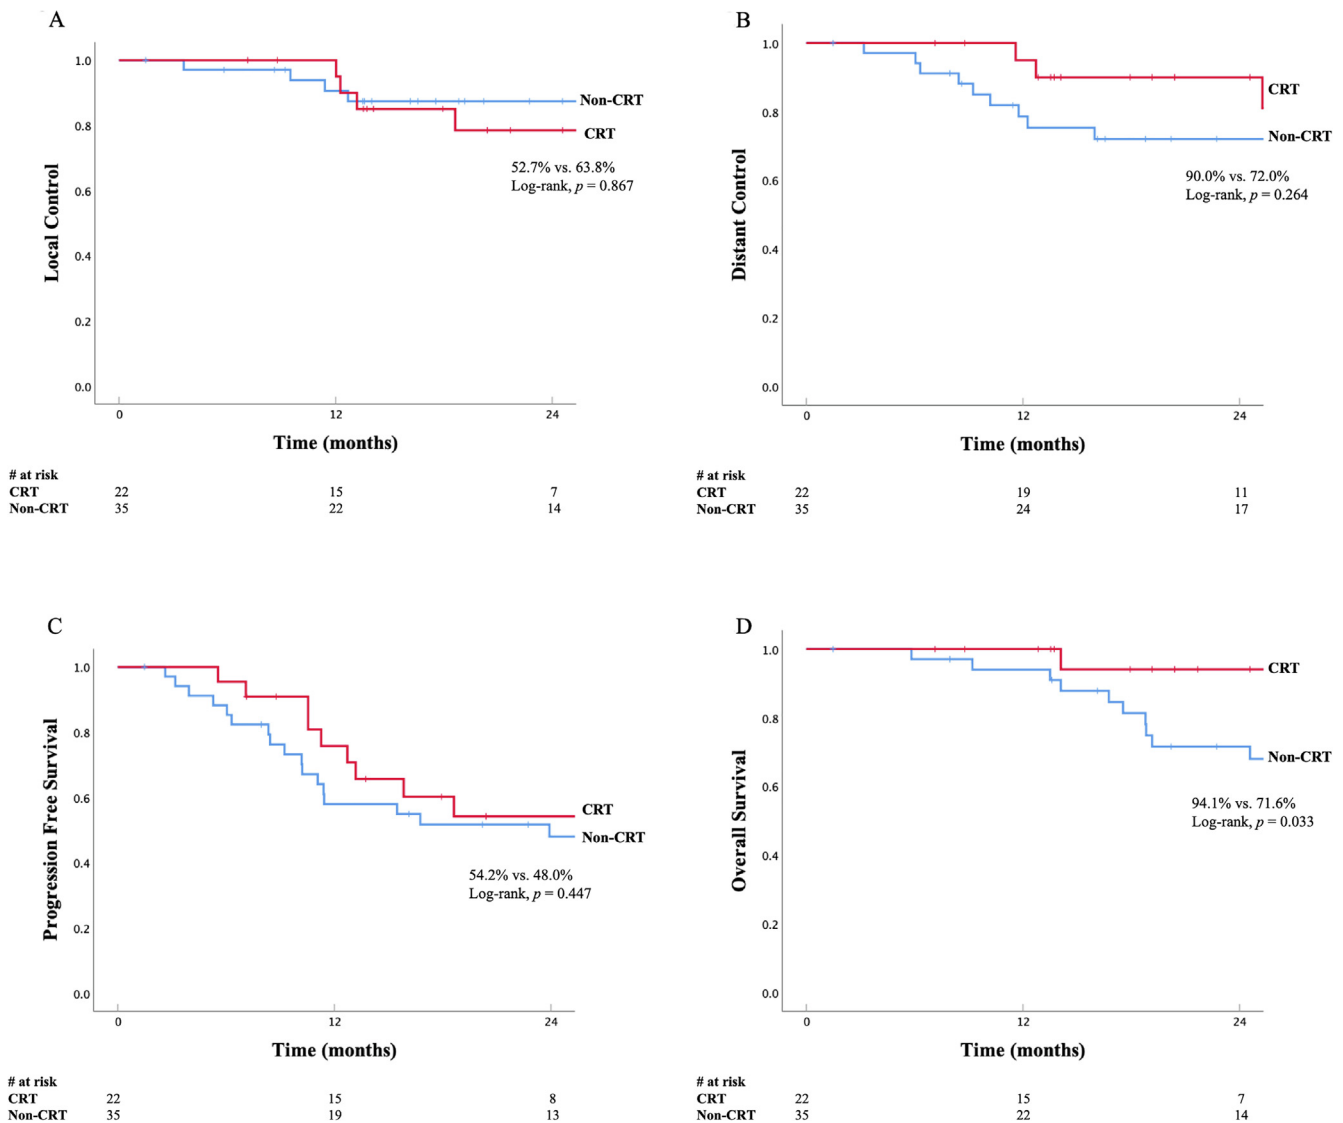 A
1.0
0.8
0.6
0.4
0.2
0.0
Local Control
Non-CRT
CRT
52.7% vs. 63.8%
Log-rank, p = 0.867
0 12 24
Time (months)
# at risk
CRT 22 15 7
Non-CRT 35 22 14
B
1.0
0.8
0.6
0.4
0.2
0.0
Distant Control
CRT
Non-CRT
90.0% vs. 72.0%
Log-rank, p = 0.264
0 12 24
Time (months)
# at risk
CRT 22 19 11
Non-CRT 35 24 17
C
1.0
0.8
0.6
0.4
0.2
0.0
Progression Free Survival
CRT
Non-CRT
54.2% vs. 48.0%
Log-rank, p = 0.447
0 12 24
Time (months)
# at risk
CRT 22 15 8
Non-CRT 35 19 13
D
1.0
0.8
0.6
0.4
0.2
0.0
Overall Survival
CRT
Non-CRT
94.1% vs. 71.6%
Log-rank, p = 0.033
0 12 24
Time (months)
# at risk
CRT 22 15 7
Non-CRT 35 22 14